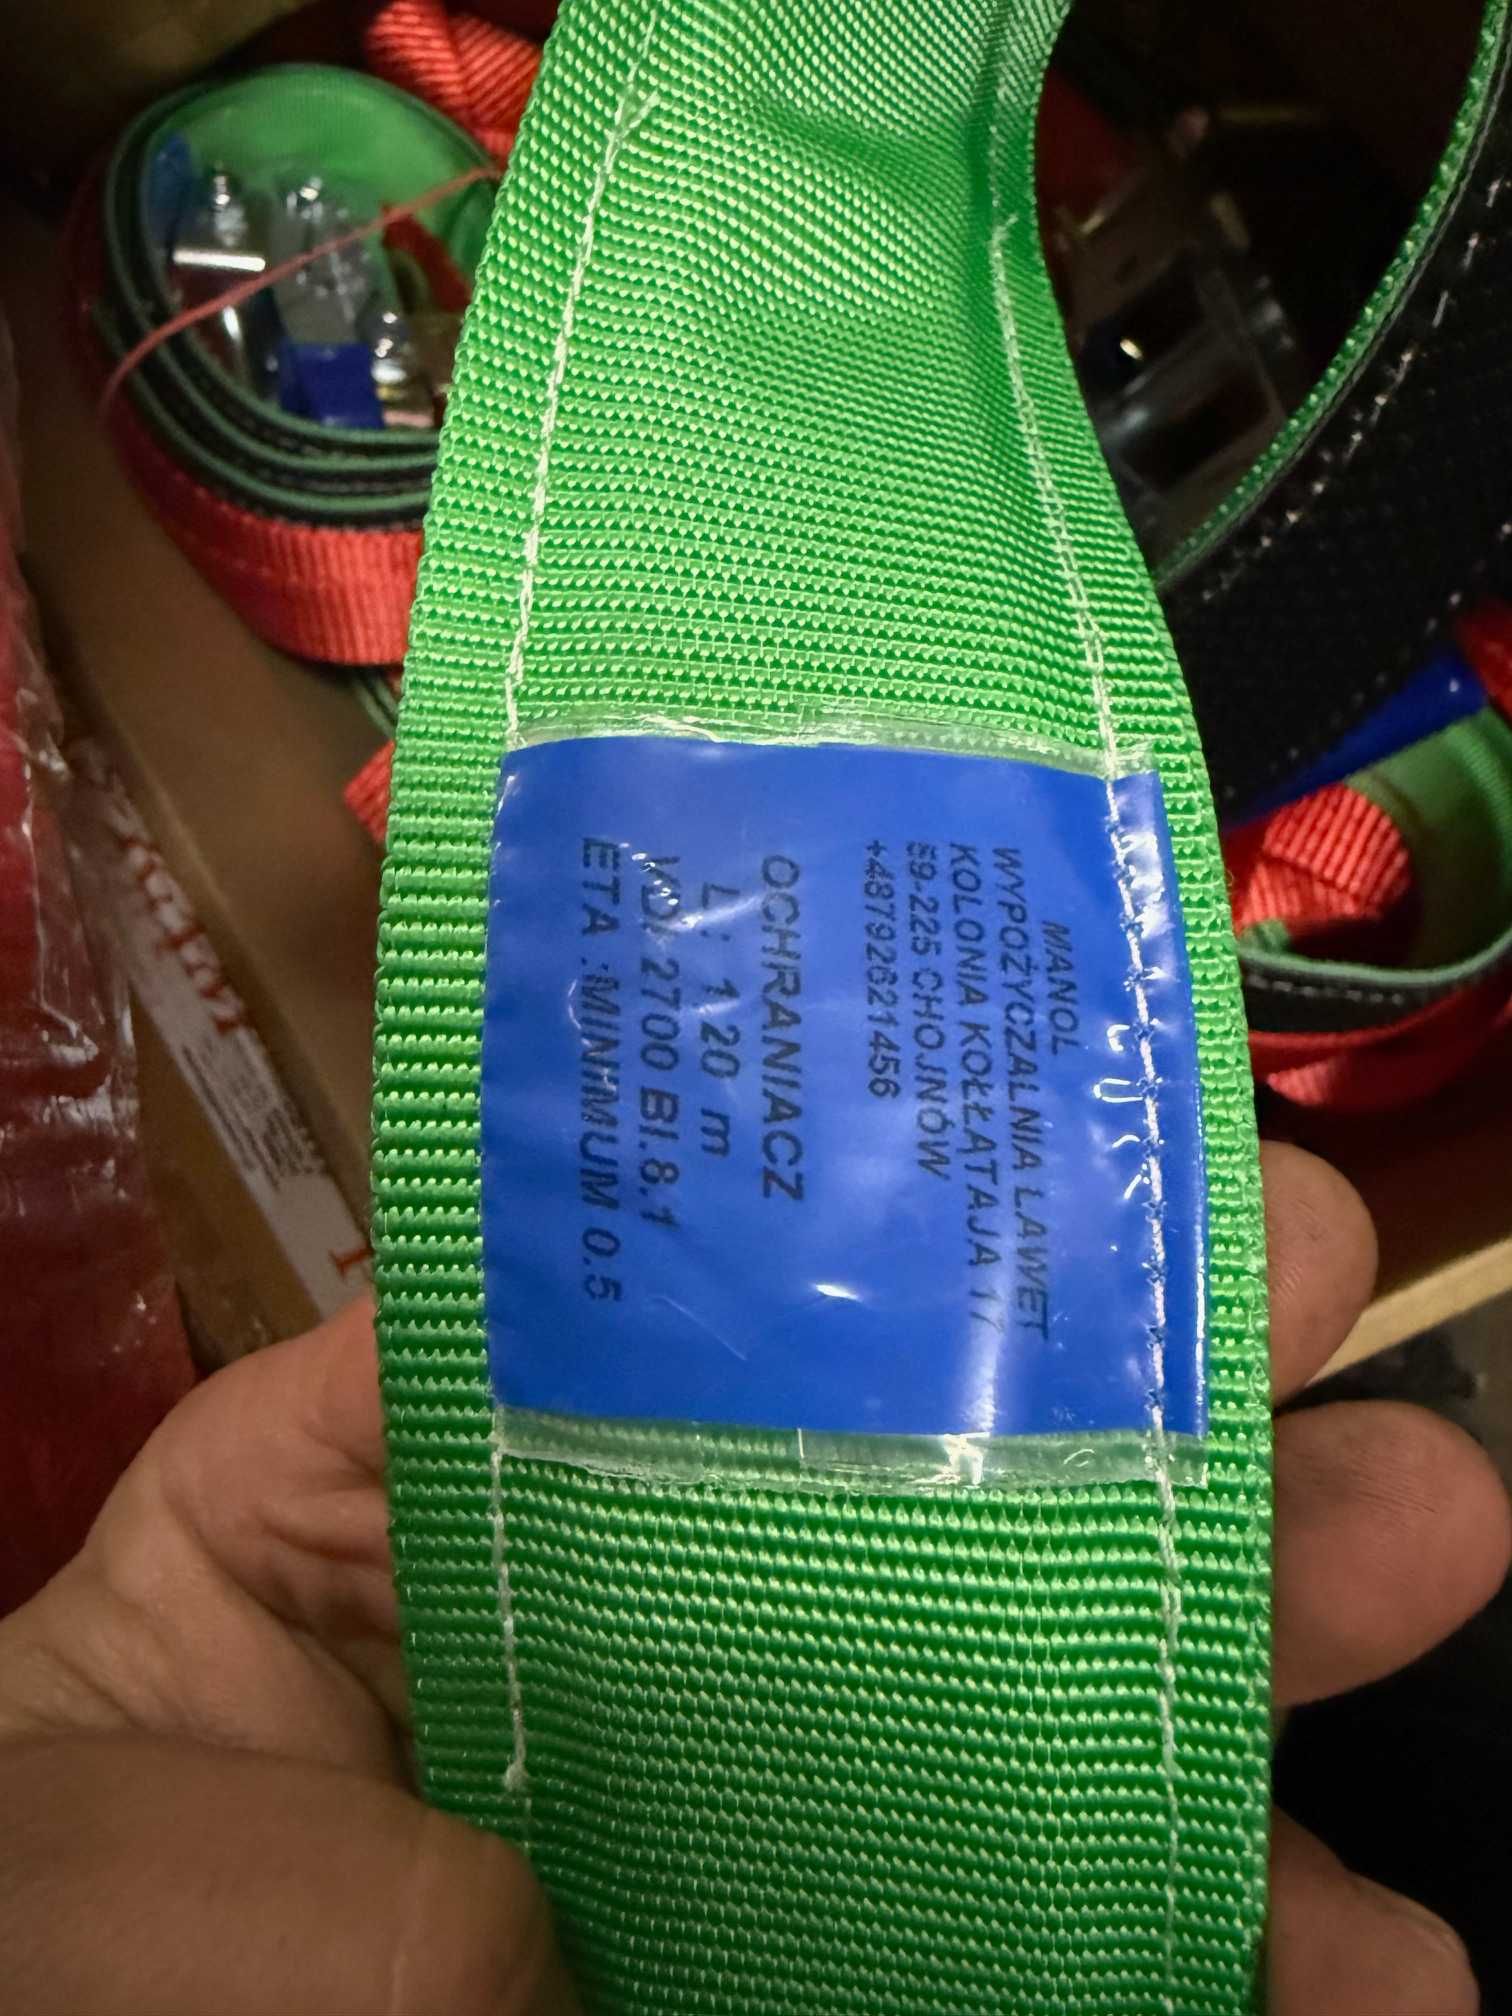 MANOL
WYPOŻYCZALNIA LAWET
KOLONIA KOŁŁĄTAJA 17
59-225 CHOJNÓW
+48792621456
OCHRANIACZ
L: 1.20 m
VDI 2700 BI.8.1
ETA :MINIMUM 0.5